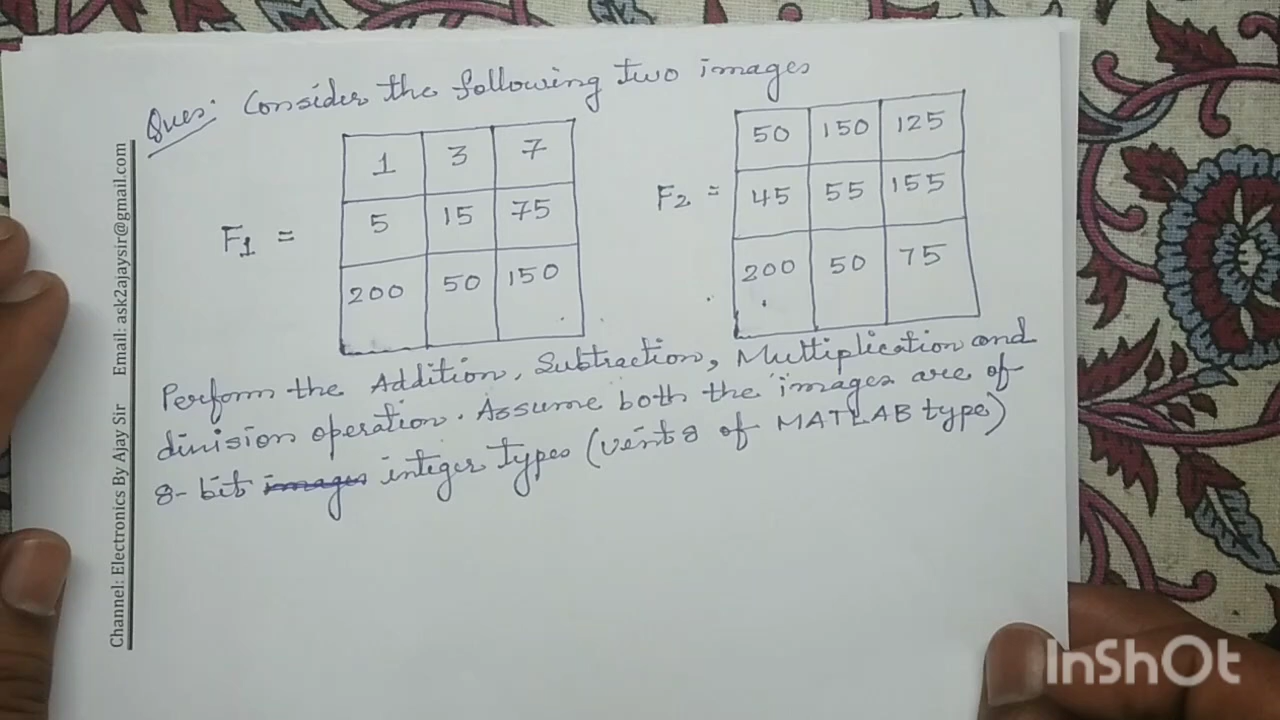 Ques: Consider the following two images
F1 =
1 3 7
5 15 75
200 50 150
F2 =
50 150 125
45 55 155
200 50 75
Perform the Addition, Subtraction, Multiplication and
division operation. Assume both the images are of
8-bit images integer types (uint8 of MATLAB type)
Channel: Electronics By Ajay Sir Email: ask2ajaysir@gmail.com
InShOt